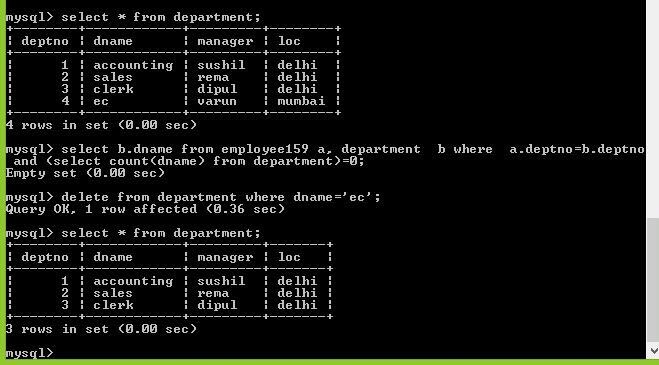 mysql> select * from department;
+--------+------------+---------+--------+
| deptno | dname      | manager | loc    |
+--------+------------+---------+--------+
|      1 | accounting | sushil  | delhi  |
|      2 | sales      | rema    | delhi  |
|      3 | clerk      | dipul   | delhi  |
|      4 | ec         | varun   | mumbai |
+--------+------------+---------+--------+
4 rows in set (0.00 sec)
mysql> select b.dname from employee159 a, department  b where  a.deptno=b.deptno
 and (select count(dname) from department)=0;
Empty set (0.00 sec)
mysql> delete from department where dname='ec';
Query OK, 1 row affected (0.36 sec)
mysql> select * from department;
+--------+------------+---------+-------+
| deptno | dname      | manager | loc   |
+--------+------------+---------+-------+
|      1 | accounting | sushil  | delhi |
|      2 | sales      | rema    | delhi |
|      3 | clerk      | dipul   | delhi |
+--------+------------+---------+-------+
3 rows in set (0.00 sec)
mysql>